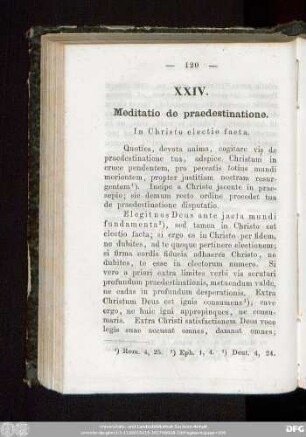 — 120 —
XXIV.
Meditatio de praedestinatione.
In Christo electio facta.
Quoties, devota anima, cogitare vis de
praedestinatione tua, adspice Christum in
cruce pendentem, pro peccatis totius mundi
morientem, propter justitiam nostram resur-
gentem¹). Incipe a Christo jacente in prae-
sepio; sic demum recto ordine procedet tua
de praedestinatione disputatio.
Elegit nos Deus ante jacta mundi
fundamenta²), sed tamen in Christo est
electio facta; si ergo es in Christo per fidem,
ne dubites, ad te quoque pertinere electionem;
si firma cordis fiducia adhaeres Christo, ne
dubites, te esse in electorum numero. Si
vero a priori extra limites verbi vis scrutari
profundum praedestinationis, metuendum valde,
ne cadas in profundum desperationis. Extra
Christum Deus est ignis consumens³); cave
ergo, ne huic igni appropinques, ne consu-
maris. Extra Christi satisfactionem Deus voce
legis suae accusat omnes, damnat omnes;
¹) Rom. 4, 25. ²) Eph. 1, 4. ³) Deut. 4, 24.